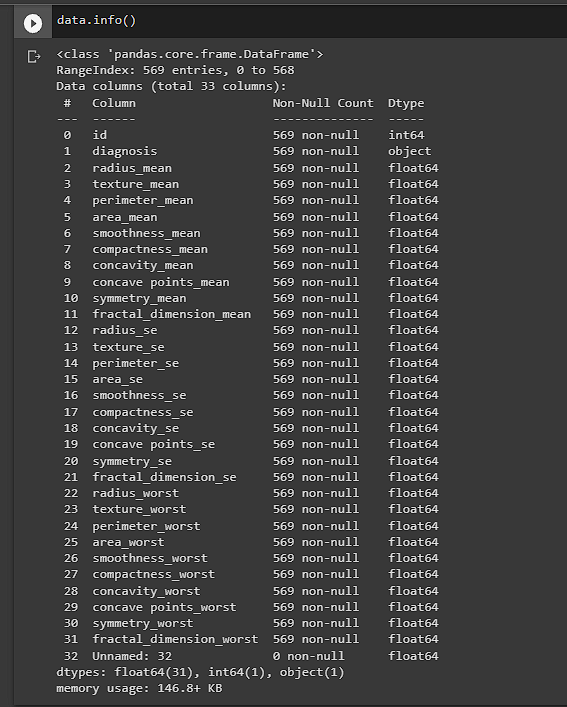 data.info()
<class 'pandas.core.frame.DataFrame'>
RangeIndex: 569 entries, 0 to 568
Data columns (total 33 columns):
 #   Column                   Non-Null Count  Dtype
---  ------                   --------------  -----
 0   id                       569 non-null    int64
 1   diagnosis                569 non-null    object
 2   radius_mean              569 non-null    float64
 3   texture_mean             569 non-null    float64
 4   perimeter_mean           569 non-null    float64
 5   area_mean                569 non-null    float64
 6   smoothness_mean          569 non-null    float64
 7   compactness_mean         569 non-null    float64
 8   concavity_mean           569 non-null    float64
 9   concave points_mean      569 non-null    float64
 10  symmetry_mean            569 non-null    float64
 11  fractal_dimension_mean   569 non-null    float64
 12  radius_se                569 non-null    float64
 13  texture_se               569 non-null    float64
 14  perimeter_se             569 non-null    float64
 15  area_se                  569 non-null    float64
 16  smoothness_se            569 non-null    float64
 17  compactness_se           569 non-null    float64
 18  concavity_se             569 non-null    float64
 19  concave points_se        569 non-null    float64
 20  symmetry_se              569 non-null    float64
 21  fractal_dimension_se     569 non-null    float64
 22  radius_worst             569 non-null    float64
 23  texture_worst            569 non-null    float64
 24  perimeter_worst          569 non-null    float64
 25  area_worst               569 non-null    float64
 26  smoothness_worst         569 non-null    float64
 27  compactness_worst        569 non-null    float64
 28  concavity_worst          569 non-null    float64
 29  concave points_worst     569 non-null    float64
 30  symmetry_worst           569 non-null    float64
 31  fractal_dimension_worst  569 non-null    float64
 32  Unnamed: 32              0 non-null      float64
dtypes: float64(31), int64(1), object(1)
memory usage: 146.8+ KB